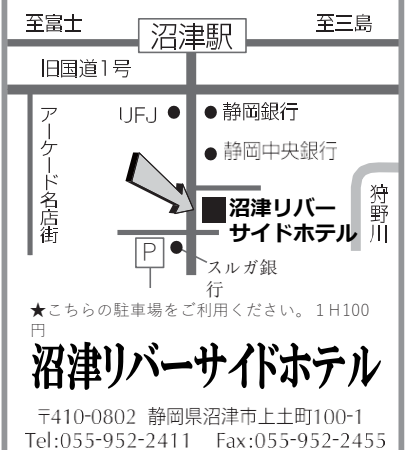 至富士
至三島
沼津駅
旧国道1号
アーケード名店街
UFJ
静岡銀行
静岡中央銀行
狩野川
沼津リバー
サイドホテル
P
スルガ銀
行
★こちらの駐車場をご利用ください。1H100
円
沼津リバーサイドホテル
〒410-0802 静岡県沼津市上土町100-1
Tel:055-952-2411 Fax:055-952-2455